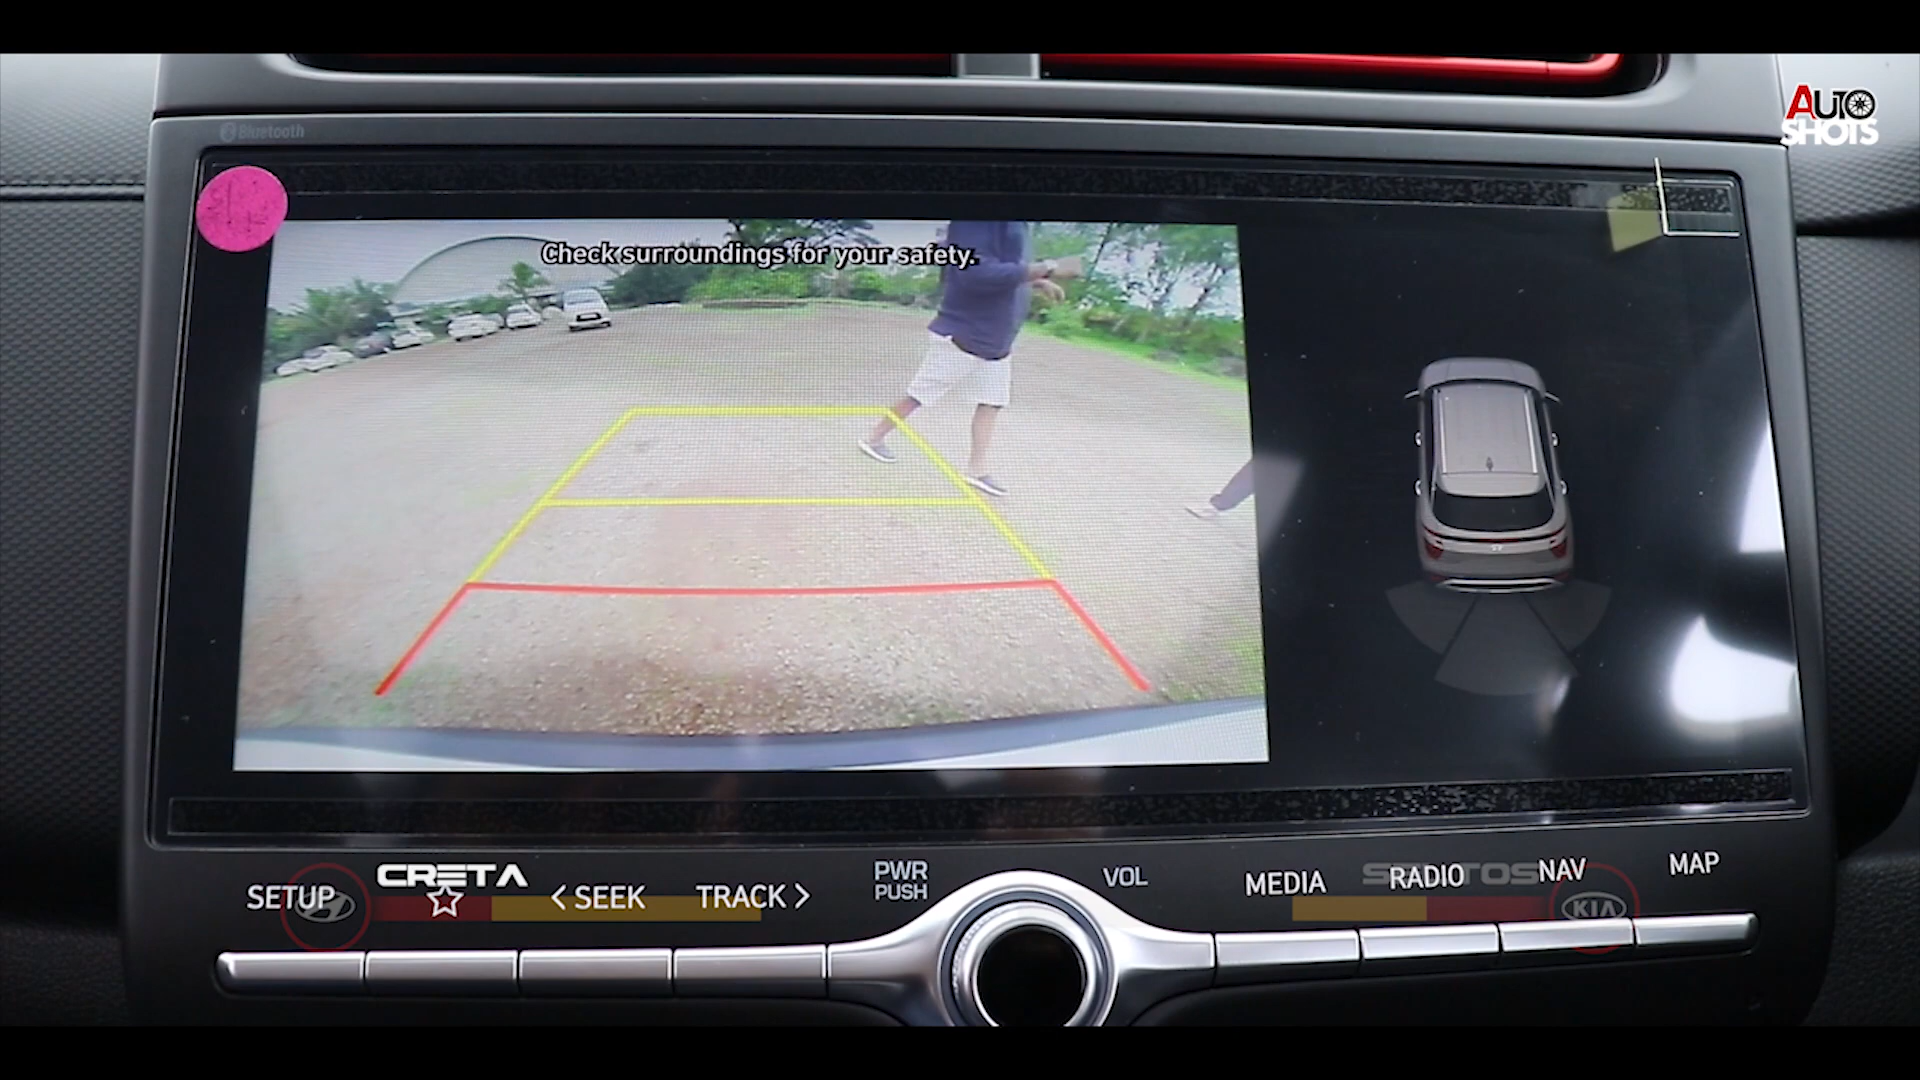 AUTO
SHOTS
Bluetooth
Check surroundings for your safety.
CRETA
SETUP
< SEEK
TRACK >
PWR
PUSH
VOL
MEDIA
RADIO
NAV
MAP
KIA